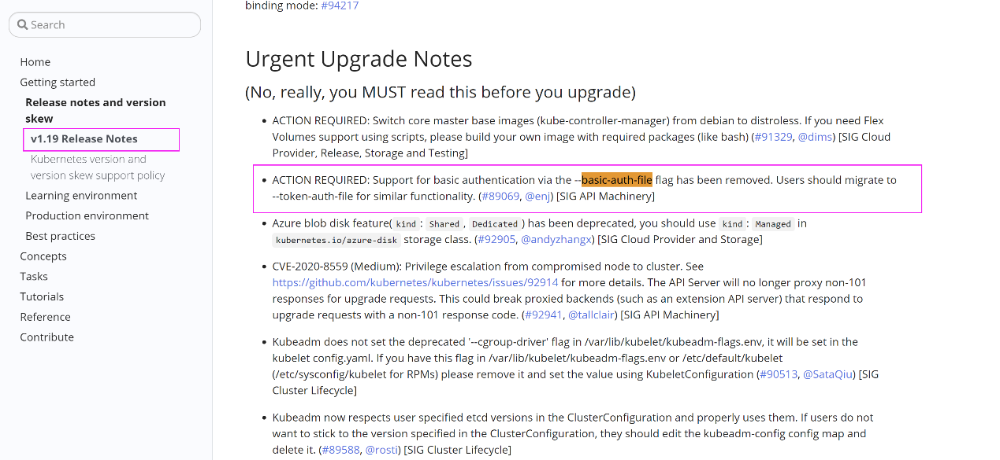 Search
Home
Getting started
Release notes and version
skew
v1.19 Release Notes
Kubernetes version and
version skew support policy
Learning environment
Production environment
Best practices
Concepts
Tasks
Tutorials
Reference
Contribute
binding mode: #94217
Urgent Upgrade Notes
(No, really, you MUST read this before you upgrade)
• ACTION REQUIRED: Switch core master base images (kube-controller-manager) from debian to distroless. If you need Flex
Volumes support using scripts, please build your own image with required packages (like bash) (#91329, @dims) [SIG Cloud
Provider, Release, Storage and Testing]
• ACTION REQUIRED: Support for basic authentication via the --basic-auth-file flag has been removed. Users should migrate to
--token-auth-file for similar functionality. (#89069, @enj) [SIG API Machinery]
• Azure blob disk feature(kind: Shared, Dedicated) has been deprecated, you should use kind: Managed in
kubernetes.io/azure-disk storage class. (#92905, @andyzhangx) [SIG Cloud Provider and Storage]
• CVE-2020-8559 (Medium): Privilege escalation from compromised node to cluster. See
https://github.com/kubernetes/kubernetes/issues/92914 for more details. The API Server will no longer proxy non-101
responses for upgrade requests. This could break proxied backends (such as an extension API server) that respond to
upgrade requests with a non-101 response code. (#92941, @tallclair) [SIG API Machinery]
• Kubeadm does not set the deprecated '--cgroup-driver' flag in /var/lib/kubelet/kubeadm-flags.env, it will be set in the
kubelet config.yaml. If you have this flag in /var/lib/kubelet/kubeadm-flags.env or /etc/default/kubelet
(/etc/sysconfig/kubelet for RPMs) please remove it and set the value using KubeletConfiguration (#90513, @SataQiu) [SIG
Cluster Lifecycle]
• Kubeadm now respects user specified etcd versions in the ClusterConfiguration and properly uses them. If users do not
want to stick to the version specified in the ClusterConfiguration, they should edit the kubeadm-config config map and
delete it. (#89588, @rosti) [SIG Cluster Lifecycle]